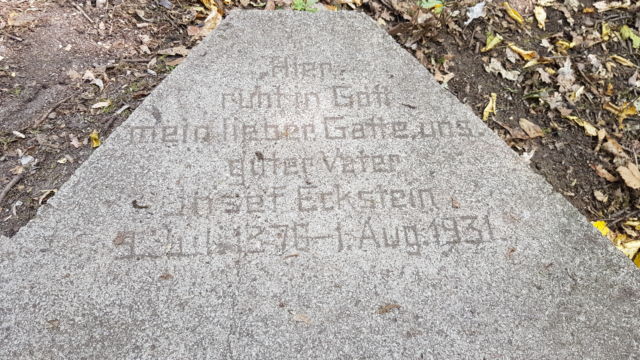 Hier
ruht in Gott
mein lieber Gatte, uns.
guter Vater
Josef Eckstein
1876-1. Aug. 1931.